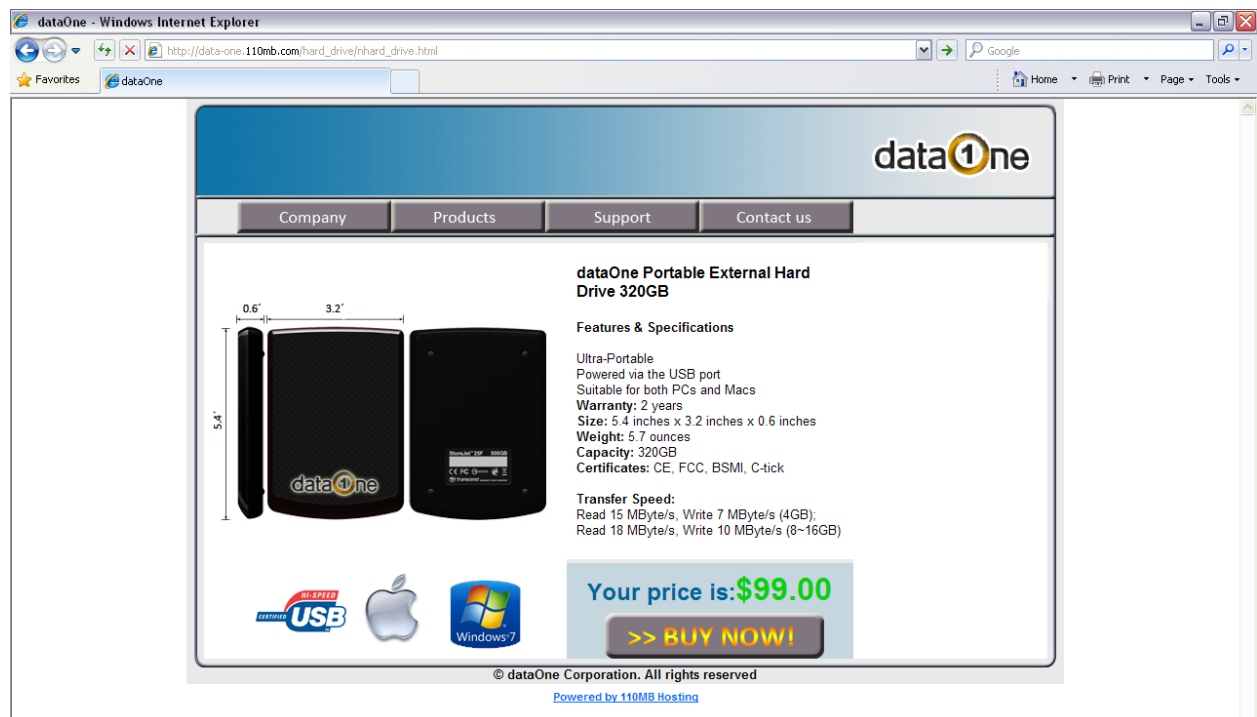 dataOne - Windows Internet Explorer
http://data-one.110mb.com/hard_drive/nhard_drive.html
Google
Favorites
dataOne
Home
Print
Page
Tools
data1ne
Company
Products
Support
Contact us
dataOne Portable External Hard
Drive 320GB
Features & Specifications
Ultra-Portable
Powered via the USB port
Suitable for both PCs and Macs
Warranty: 2 years
Size: 5.4 inches x 3.2 inches x 0.6 inches
Weight: 5.7 ounces
Capacity: 320GB
Certificates: CE, FCC, BSMI, C-tick
Transfer Speed:
Read 15 MByte/s, Write 7 MByte/s (4GB);
Read 18 MByte/s, Write 10 MByte/s (8~16GB)
0.6´
3.2´
5.4´
data1ne
StoreJet™ 25F 500GB
Transcend
HI-SPEED
CERTIFIED
USB
Windows 7
Your price is:$99.00
>> BUY NOW!
© dataOne Corporation. All rights reserved
Powered by 110MB Hosting